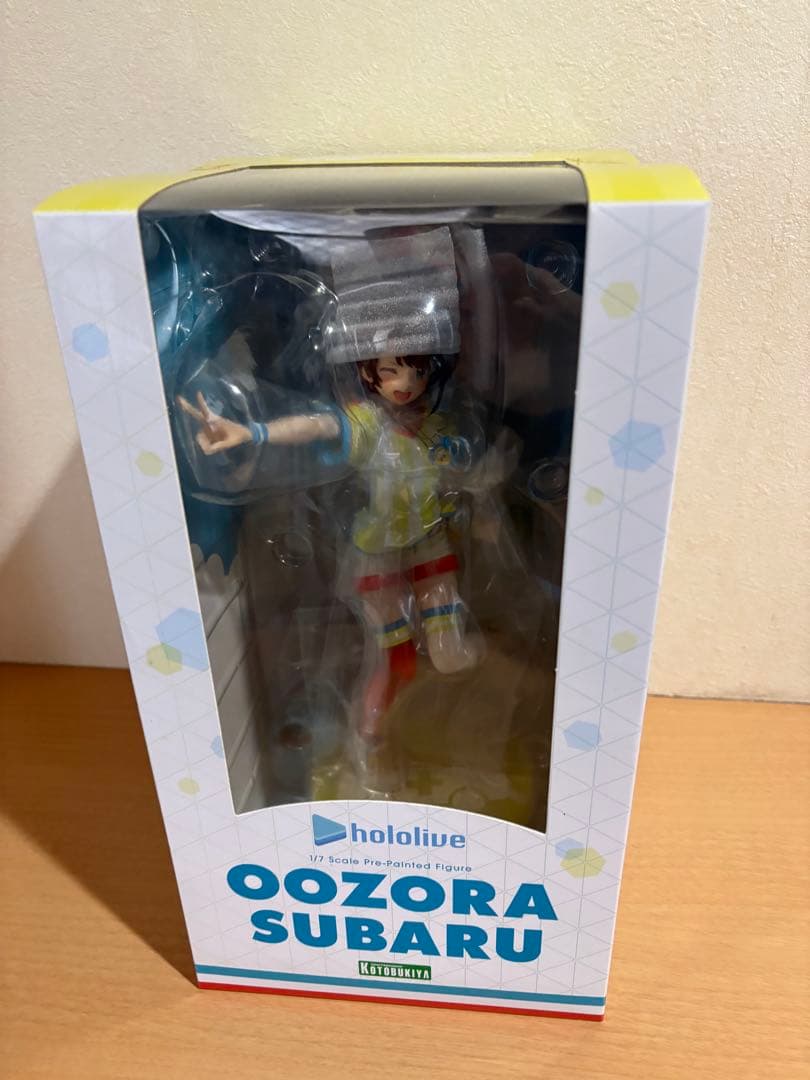 hololive
1/7 Scale Pre-Painted Figure
OOZORA
SUBARU
KOTOBUKIYA